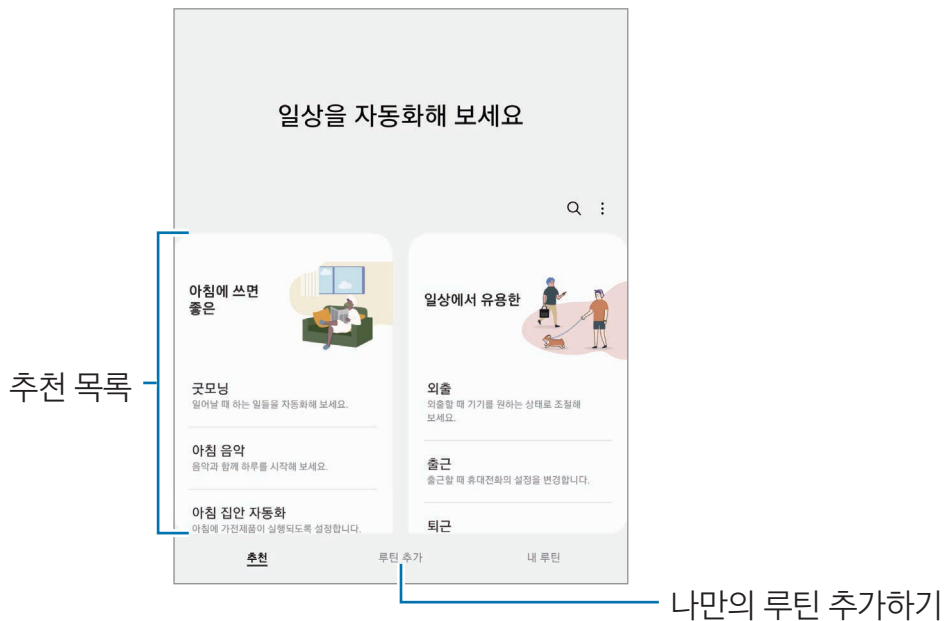 일상을 자동화해 보세요
아침에 쓰면
좋은
굿모닝
일어날 때 하는 일들을 자동화해 보세요.
아침 음악
음악과 함께 하루를 시작해 보세요.
아침 집안 자동화
아침에 가전제품이 실행되도록 설정합니다.
일상에서 유용한
외출
외출할 때 기기를 원하는 상태로 조절해
보세요.
출근
출근할 때 휴대전화의 설정을 변경합니다.
퇴근
추천 목록
추천
루틴 추가
내 루틴
나만의 루틴 추가하기